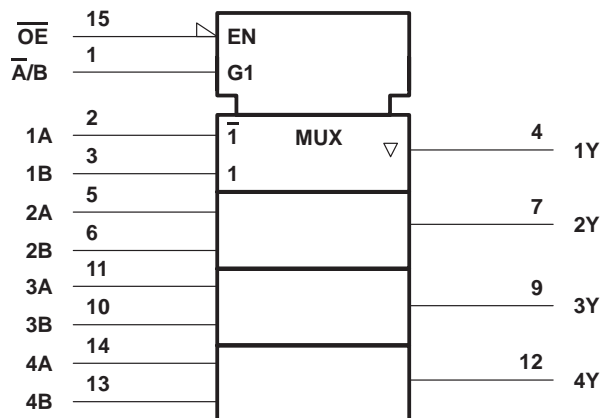 O̅E̅ 15 EN
A̅/B 1 G1
1A 2 1̅ MUX 4 1Y
1B 3 1
2A 5 7 2Y
2B 6
3A 11 9 3Y
3B 10
4A 14 12 4Y
4B 13